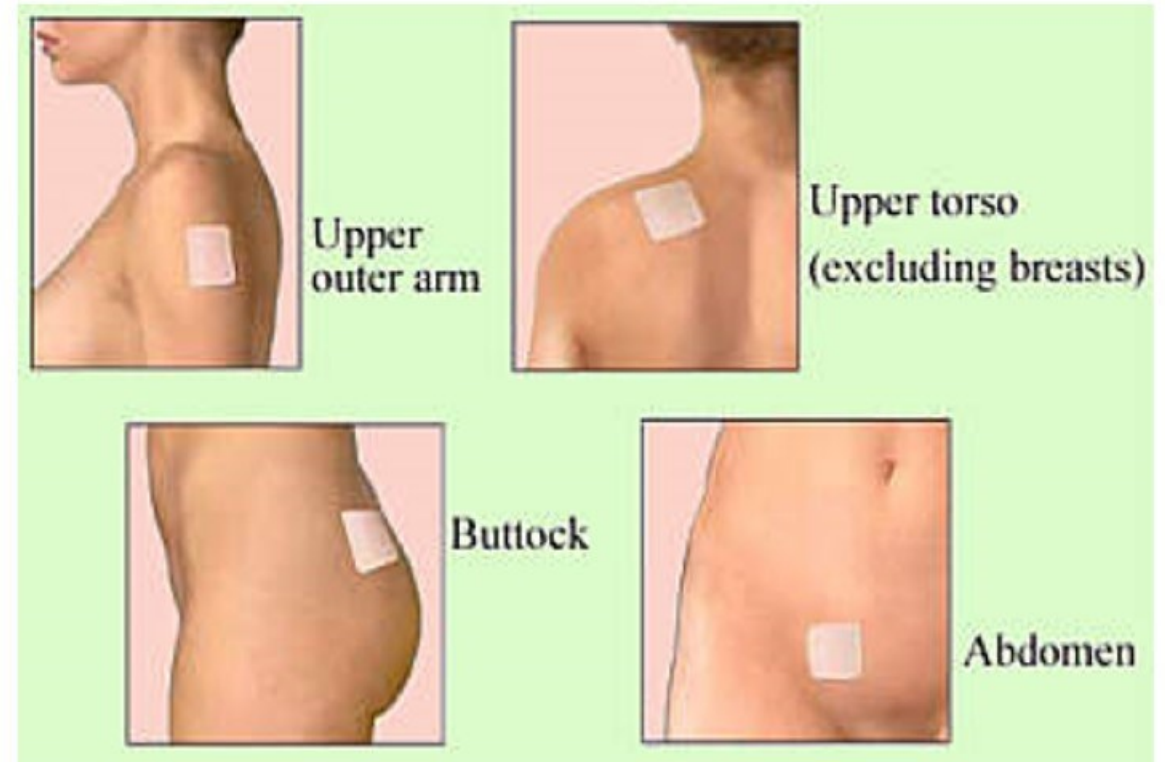 Upper
outer arm
Upper torso
(excluding breasts)
Buttock
Abdomen